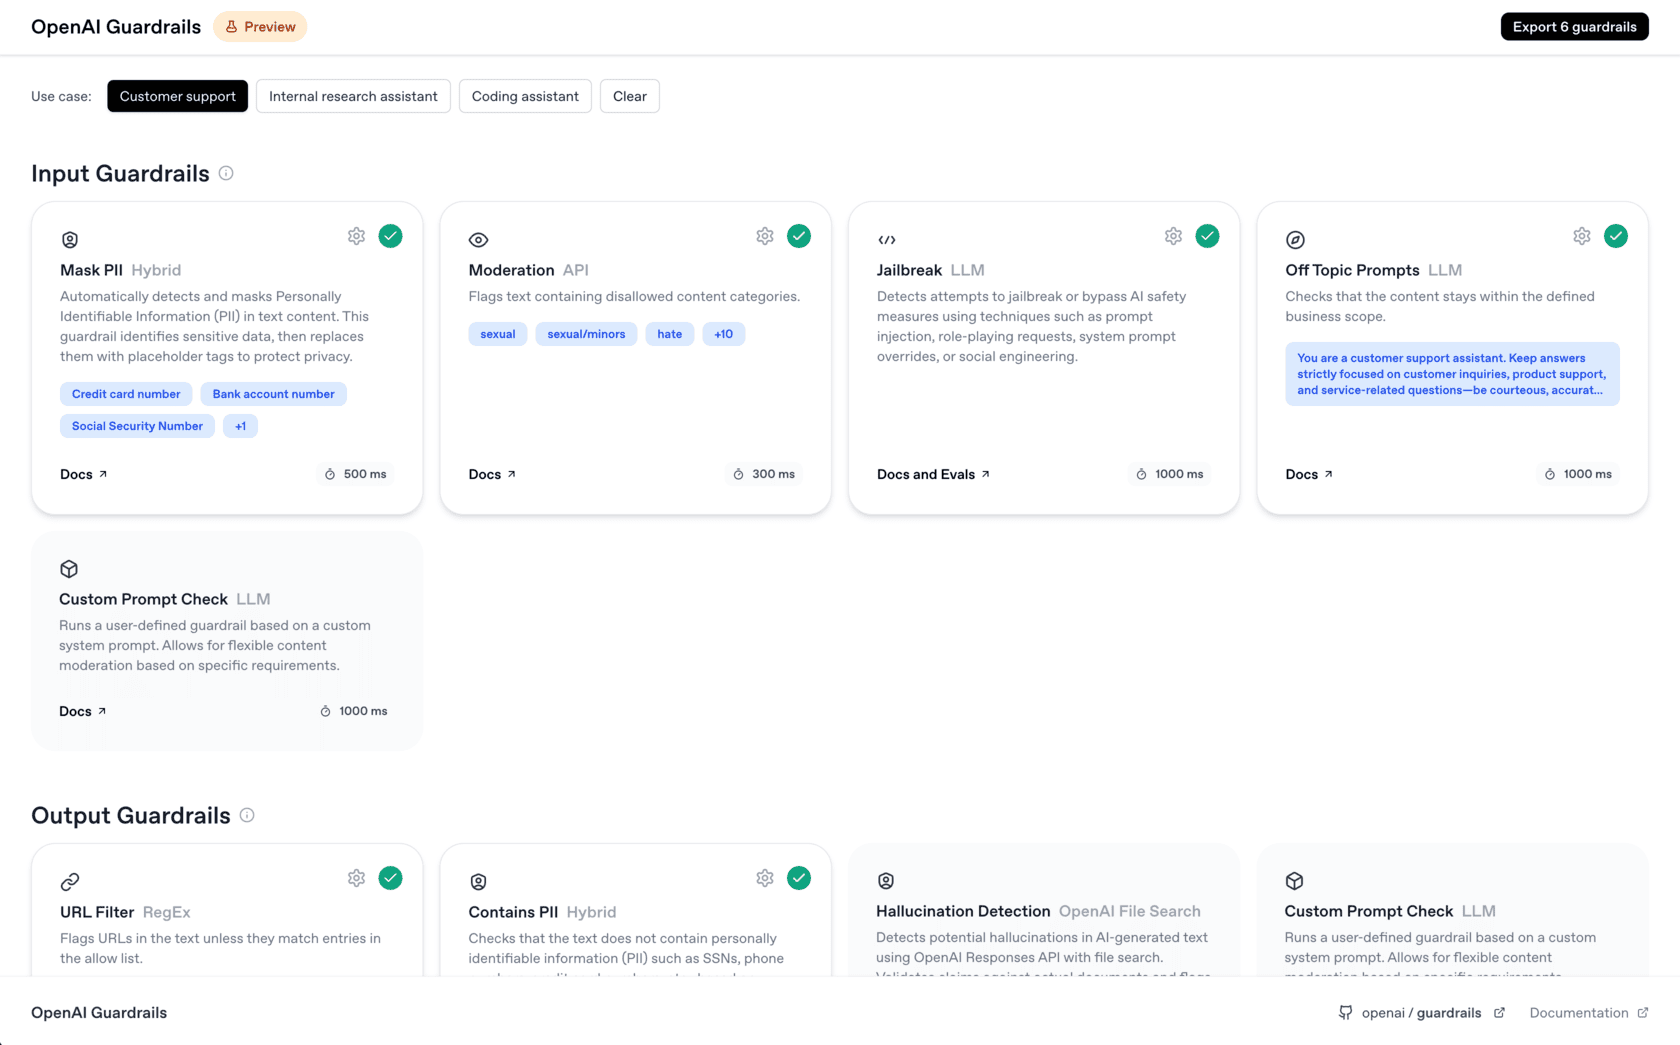 OpenAI Guardrails
Preview
Export 6 guardrails
Use case:
Customer support
Internal research assistant
Coding assistant
Clear
Input Guardrails
Mask PII Hybrid
Automatically detects and masks Personally
Identifiable Information (PII) in text content. This
guardrail identifies sensitive data, then replaces
them with placeholder tags to protect privacy.
Credit card number
Bank account number
Social Security Number
+1
Docs
500 ms
Moderation API
Flags text containing disallowed content categories.
sexual
sexual/minors
hate
+10
Docs
300 ms
Jailbreak LLM
Detects attempts to jailbreak or bypass AI safety
measures using techniques such as prompt
injection, role-playing requests, system prompt
overrides, or social engineering.
Docs and Evals
1000 ms
Off Topic Prompts LLM
Checks that the content stays within the defined
business scope.
You are a customer support assistant. Keep answers
strictly focused on customer inquiries, product support,
and service-related questions—be courteous, accurat...
Docs
1000 ms
Custom Prompt Check LLM
Runs a user-defined guardrail based on a custom
system prompt. Allows for flexible content
moderation based on specific requirements.
Docs
1000 ms
Output Guardrails
URL Filter RegEx
Flags URLs in the text unless they match entries in
the allow list.
Contains PII Hybrid
Checks that the text does not contain personally
identifiable information (PII) such as SSNs, phone
Hallucination Detection OpenAI File Search
Detects potential hallucinations in AI-generated text
using OpenAI Responses API with file search.
Validates claims against actual documents and flags
Custom Prompt Check LLM
Runs a user-defined guardrail based on a custom
system prompt. Allows for flexible content
moderation based on specific requirements.
OpenAI Guardrails
openai / guardrails
Documentation